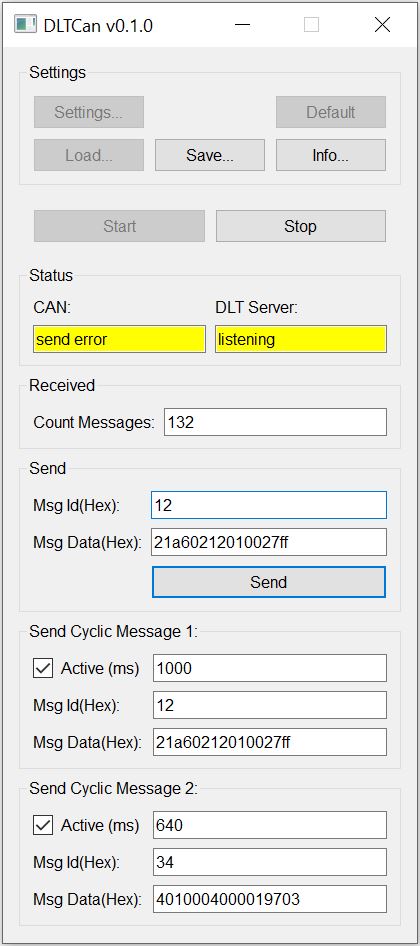 DLTCan v0.1.0
Settings
Settings... Default
Load... Save... Info...
Start Stop
Status
CAN: DLT Server:
send error listening
Received
Count Messages: 132
Send
Msg Id(Hex): 12
Msg Data(Hex): 21a60212010027ff
Send
Send Cyclic Message 1:
Active (ms) 1000
Msg Id(Hex): 12
Msg Data(Hex): 21a60212010027ff
Send Cyclic Message 2:
Active (ms) 640
Msg Id(Hex): 34
Msg Data(Hex): 4010004000019703